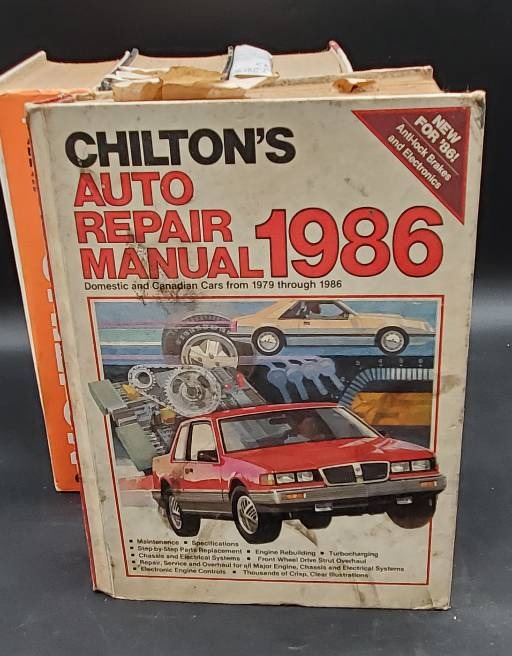 CHILTON'S
AUTO
REPAIR
MANUAL 1986
Domestic and Canadian Cars from 1979 through 1986
NEW
FOR '86!
Anti-lock Brakes
and Electronics
■ Maintenance ■ Specifications
■ Step-by-Step Parts Replacement ■ Engine Rebuilding ■ Turbocharging
■ Chassis and Electrical Systems ■ Front Wheel Drive Strut Overhaul
■ Repair, Service and Overhaul for all Major Engine, Chassis and Electrical Systems
■ Electronic Engine Controls ■ Thousands of Crisp, Clear Illustrations